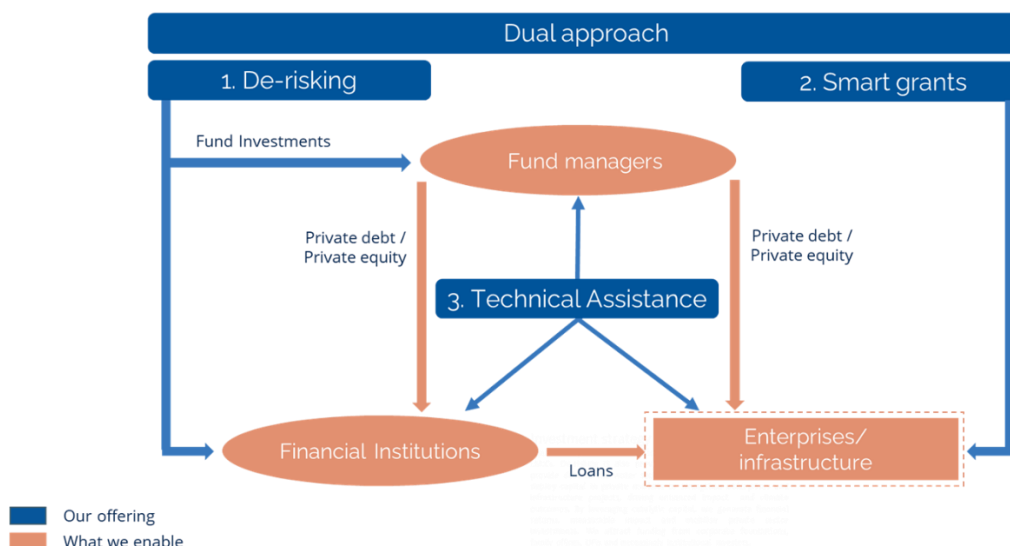 Dual approach
1. De-risking
2. Smart grants
Fund Investments
Fund managers
Private debt /
Private equity
Private debt /
Private equity
3. Technical Assistance
Financial Institutions
Loans
Enterprises/
infrastructure
Our offering
What we enable